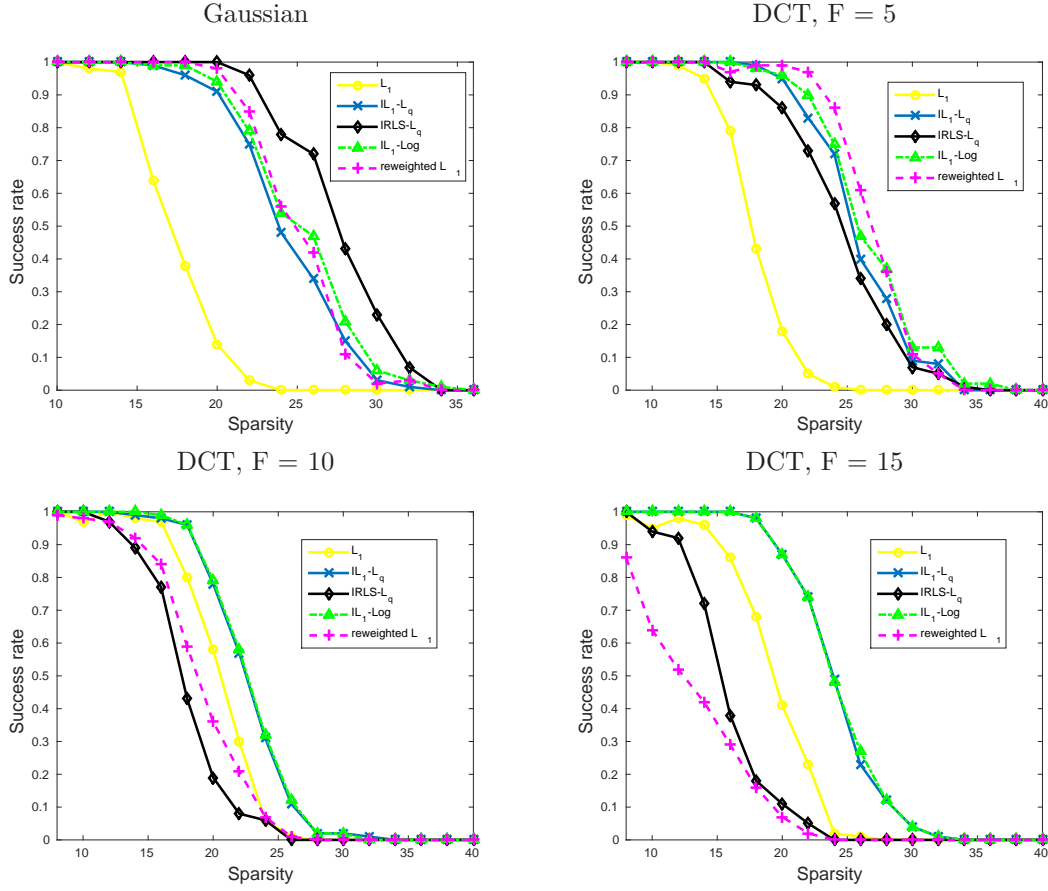 Gaussian
1
0.9
0.8
0.7
0.6
0.5
0.4
0.3
0.2
0.1
0
10 15 20 25 30 35
Success rate
Sparsity
L1
IL1-Lq
IRLS-Lq
IL1-Log
reweighted L 1
DCT, F = 5
1
0.9
0.8
0.7
0.6
0.5
0.4
0.3
0.2
0.1
0
10 15 20 25 30 35 40
Success rate
Sparsity
L1
IL1-Lq
IRLS-Lq
IL1-Log
reweighted L 1
DCT, F = 10
1
0.9
0.8
0.7
0.6
0.5
0.4
0.3
0.2
0.1
0
10 15 20 25 30 35 40
Success rate
Sparsity
L1
IL1-Lq
IRLS-Lq
IL1-Log
reweighted L 1
DCT, F = 15
1
0.9
0.8
0.7
0.6
0.5
0.4
0.3
0.2
0.1
0
10 15 20 25 30 35 40
Success rate
Sparsity
L1
IL1-Lq
IRLS-Lq
IL1-Log
reweighted L 1